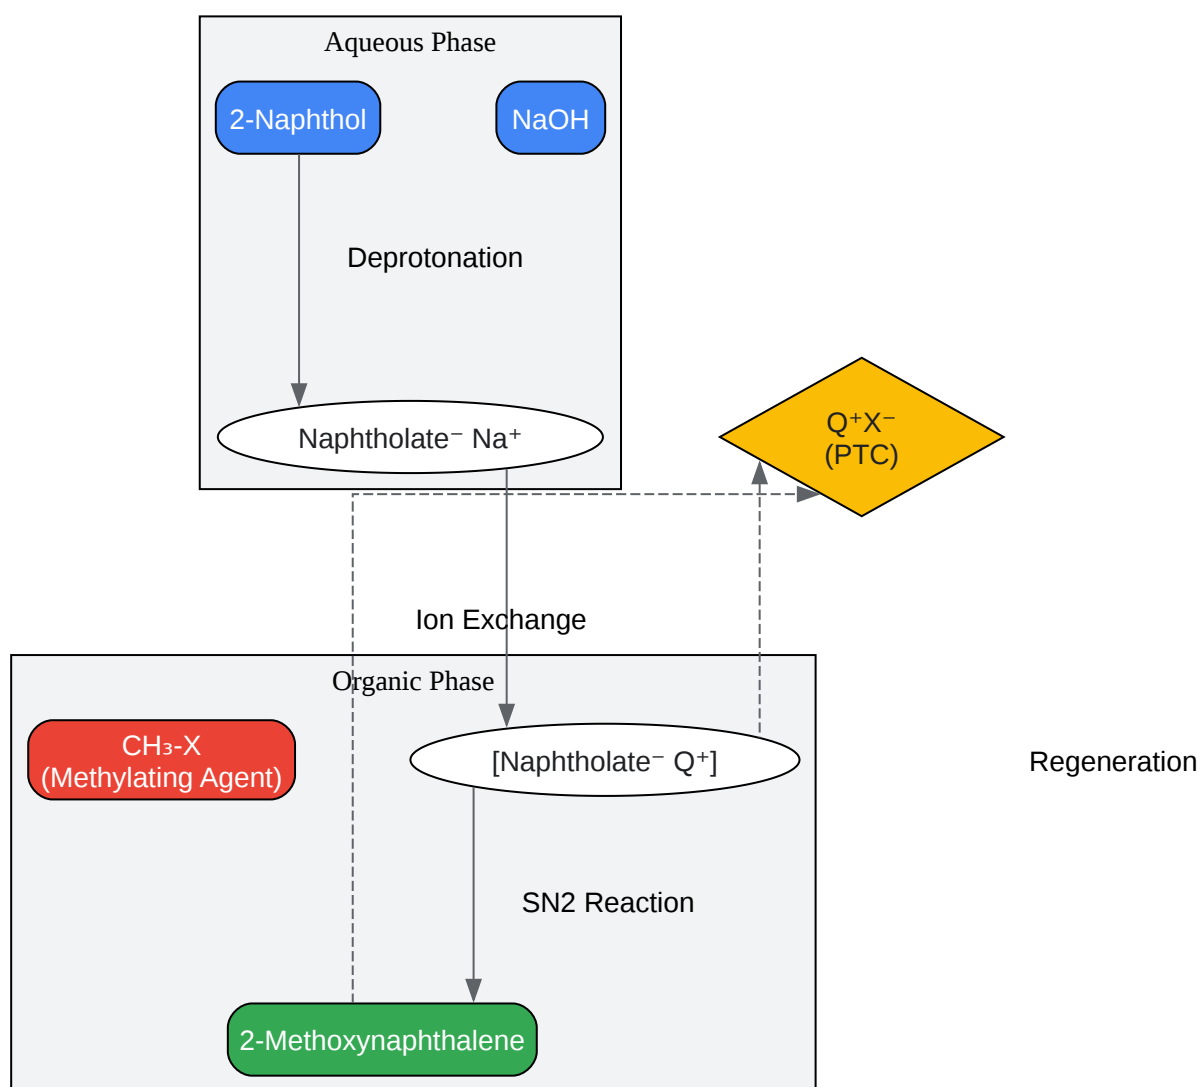 Aqueous Phase
2-Naphthol
NaOH
Deprotonation
Naphtholate⁻ Na⁺
Q⁺X⁻
(PTC)
Ion Exchange
Organic Phase
CH₃-X
(Methylating Agent)
[Naphtholate⁻ Q⁺]
Regeneration
SN2 Reaction
2-Methoxynaphthalene